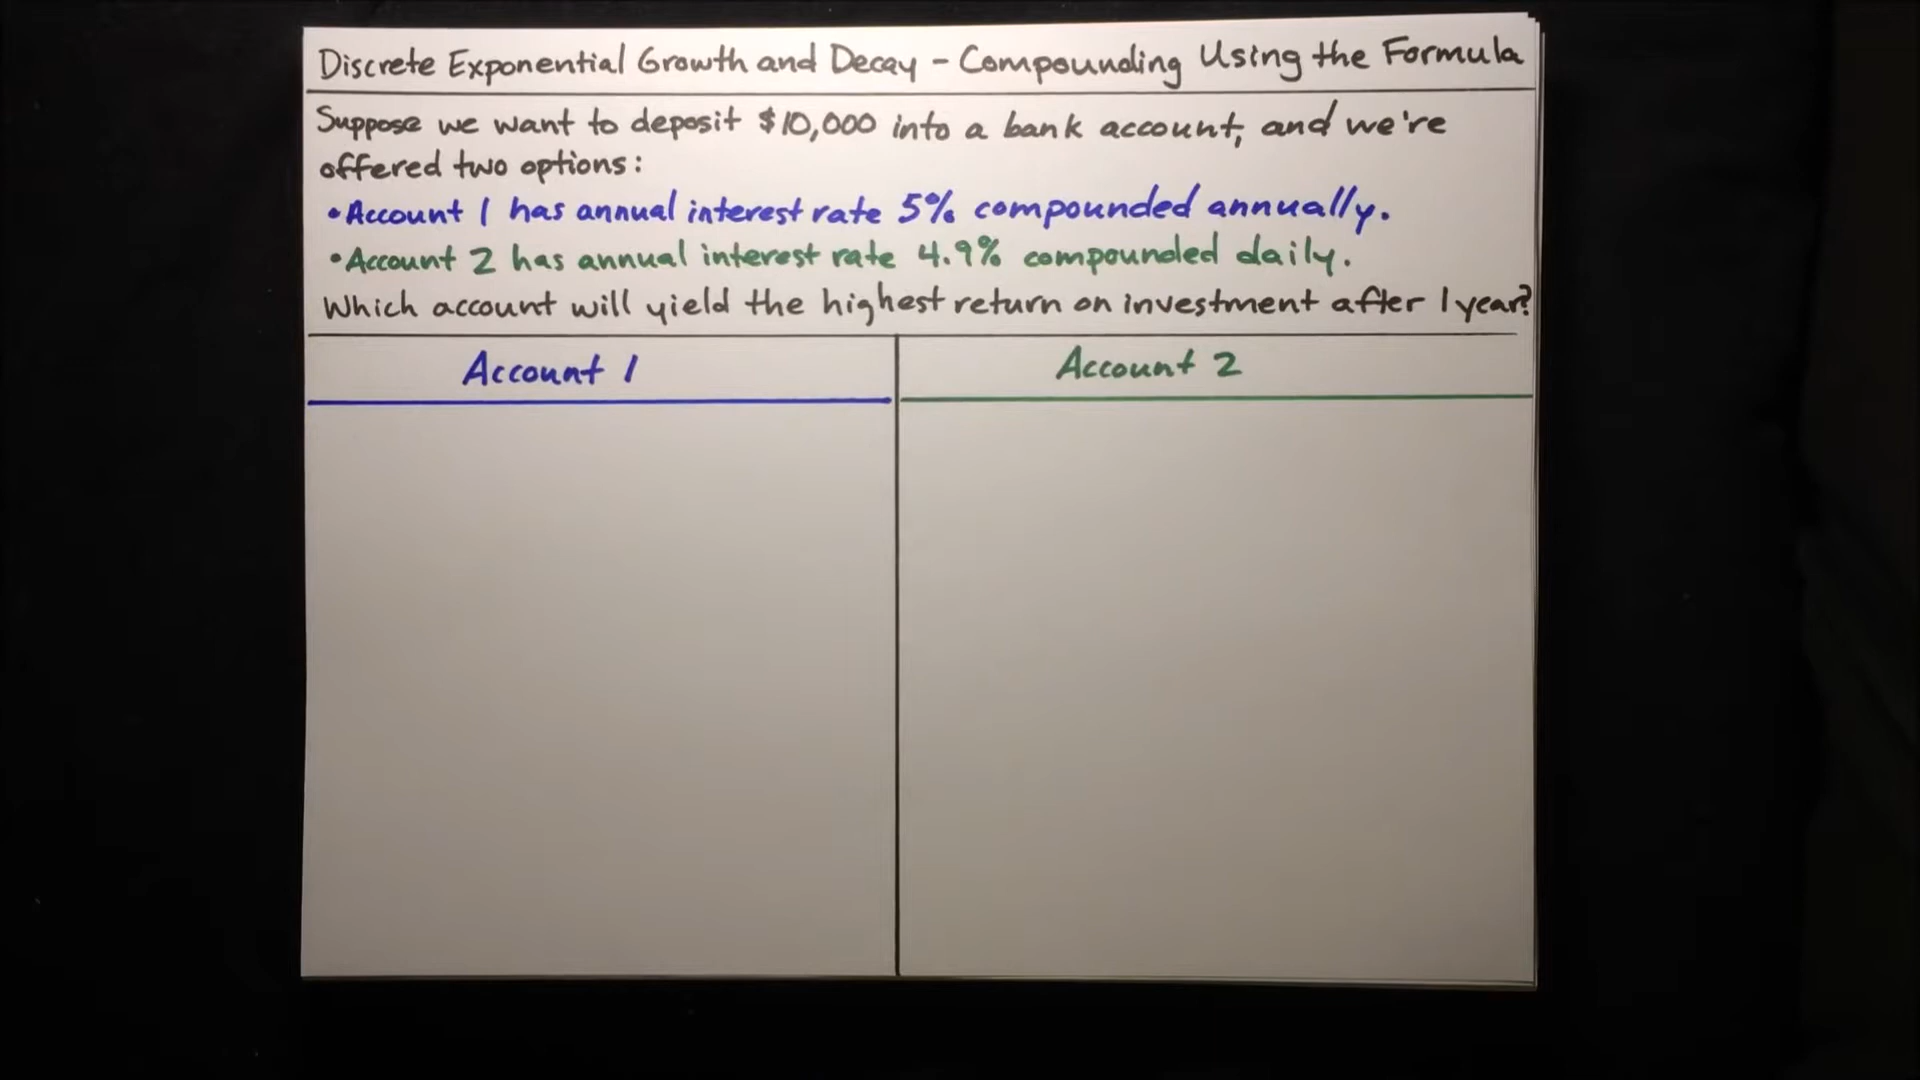 Discrete Exponential Growth and Decay - Compounding Using the Formula
Suppose we want to deposit $10,000 into a bank account, and we're
offered two options:
•Account 1 has annual interest rate 5% compounded annually.
•Account 2 has annual interest rate 4.9% compounded daily.
Which account will yield the highest return on investment after 1 year?
Account 1
Account 2